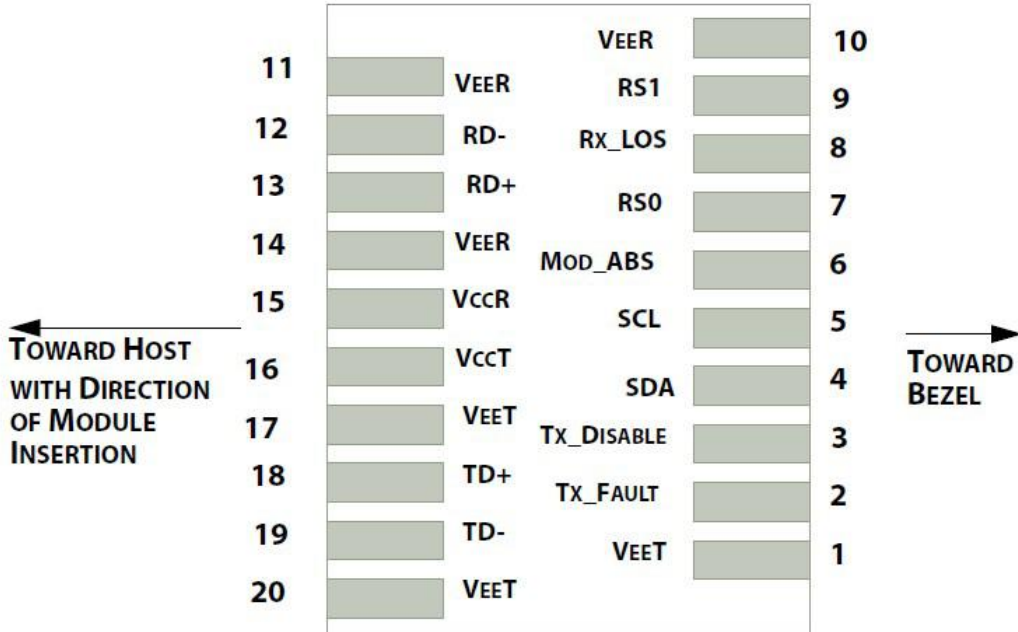 VEER 10
11 VEER
RS1 9
12 RD-
RX_LOS 8
13 RD+
RS0 7
14 VEER
MOD_ABS 6
15 VCCR
SCL 5
16 VCCT
SDA 4
17 VEET
TX_DISABLE 3
18 TD+
TX_FAULT 2
19 TD-
VEET 1
20 VEET
TOWARD HOST
WITH DIRECTION
OF MODULE
INSERTION
TOWARD
BEZEL